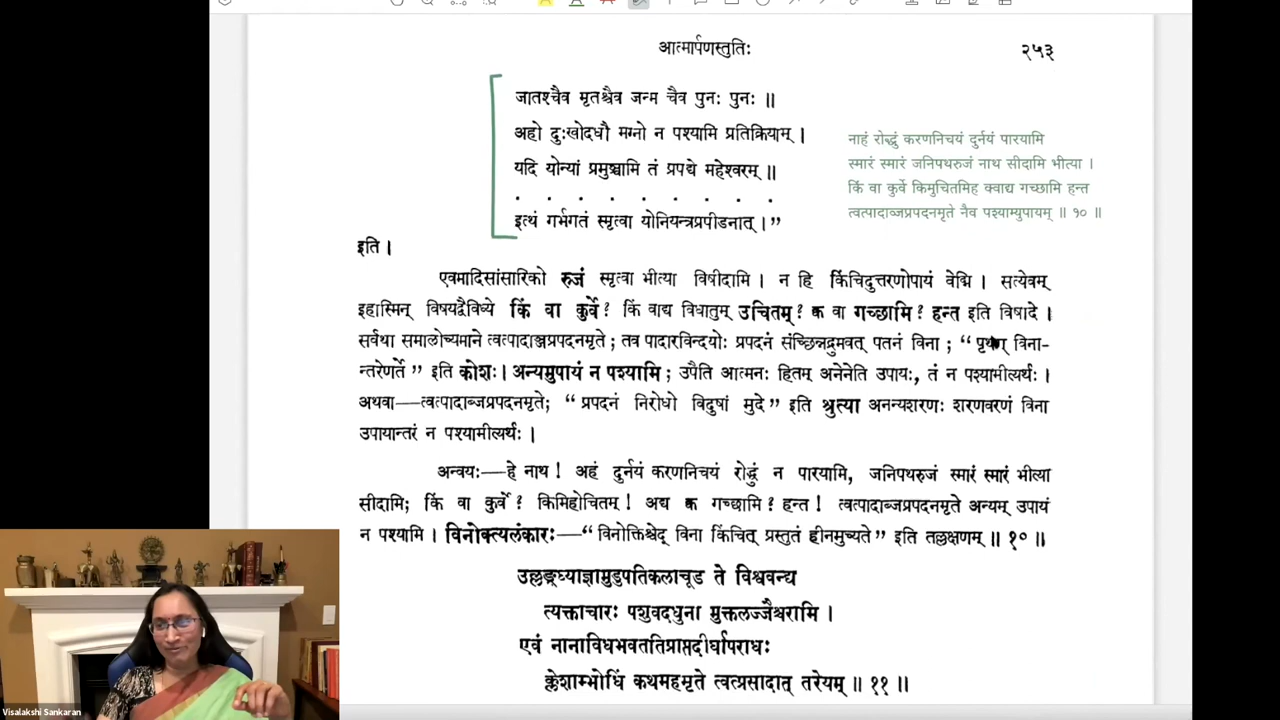 आत्मार्पणस्तुतिः २५३
जातश्चैव मृतश्चैव जन्म चैव पुनः पुनः ॥
अहो दुःखोदधौ मग्नो न पश्यामि प्रतिक्रियाम् ।
यदि योन्यां प्रमुञ्चामि तं प्रपद्ये महेश्वरम् ॥
. . . . . . . . .
इत्थं गर्भगतं स्मृत्वा योनियन्त्रप्रपीडनात् ।”
नाहं रोद्धुं करणनिचयं दुर्नयं पारयामि
स्मारं स्मारं जनिपथरुजं नाथ सीदामि भीत्या ।
किं वा कुर्वे किमुचितमिह क्वाद्य गच्छामि हन्त
त्वत्पादाब्जप्रपदनमृते नैव पश्याम्युपायम् ॥ १० ॥
इति ।
एवमादिसांसारिको रुजं स्मृत्वा भीत्या विषीदामि । न हि किंचिदुत्तरणोपायं वेद्मि । सत्येवम्
इहास्मिन् विषयद्वैविध्ये किं वा कुर्वे ? किं वाद्य विधातुम् उचितम् ? क्व वा गच्छामि ? हन्त इति विषादे ।
सर्वथा समालोच्यमाने त्वत्पादाब्जप्रपदनमृते ; तव पादारविन्दयोः प्रपदनं संच्छिन्नद्रुमवत् पतनं विना ; “ पृथग् विना-
न्तरेणर्ते ” इति कोशः । अन्यमुपायं न पश्यामि ; उपैति आत्मनः हितम् अनेनेति उपायः, तं न पश्यामीत्यर्थः ।
अथवा—त्वत्पादाब्जप्रपदनमृते; “ प्रपदनं निरोधो विदुषां मुदे ” इति श्रुत्या अनन्यशरणः शरणवरणं विना
उपायान्तरं न पश्यामीत्यर्थः ।
अन्वयः—हे नाथ ! अहं दुर्नयं करणनिचयं रोद्धुं न पारयामि, जनिपथरुजं स्मारं स्मारं भीत्या
सीदामि; किं वा कुर्वे ? किमिहोचितम् ! अद्य क्व गच्छामि ? हन्त ! त्वत्पादाब्जप्रपदनमृते अन्यम् उपायं
न पश्यामि । विनोक्त्यलंकारः—“ विनोक्तिश्चेद् विना किंचित् प्रस्तुतं हीनमुच्यते ” इति तल्लक्षणम् ॥ १० ॥
उल्लङ्घ्याज्ञामुडुपतिकलाचूड ते विश्ववन्द्य
त्यक्ताचारः पशुवदधुना मुक्तलज्जश्चरामि ।
एवं नानाविधभवततिप्राप्तदीर्घापराधः
क्लेशाम्भोधिं कथमहमृते त्वत्प्रसादात् तरेयम् ॥ ११ ॥
Visalakshi Sankaran